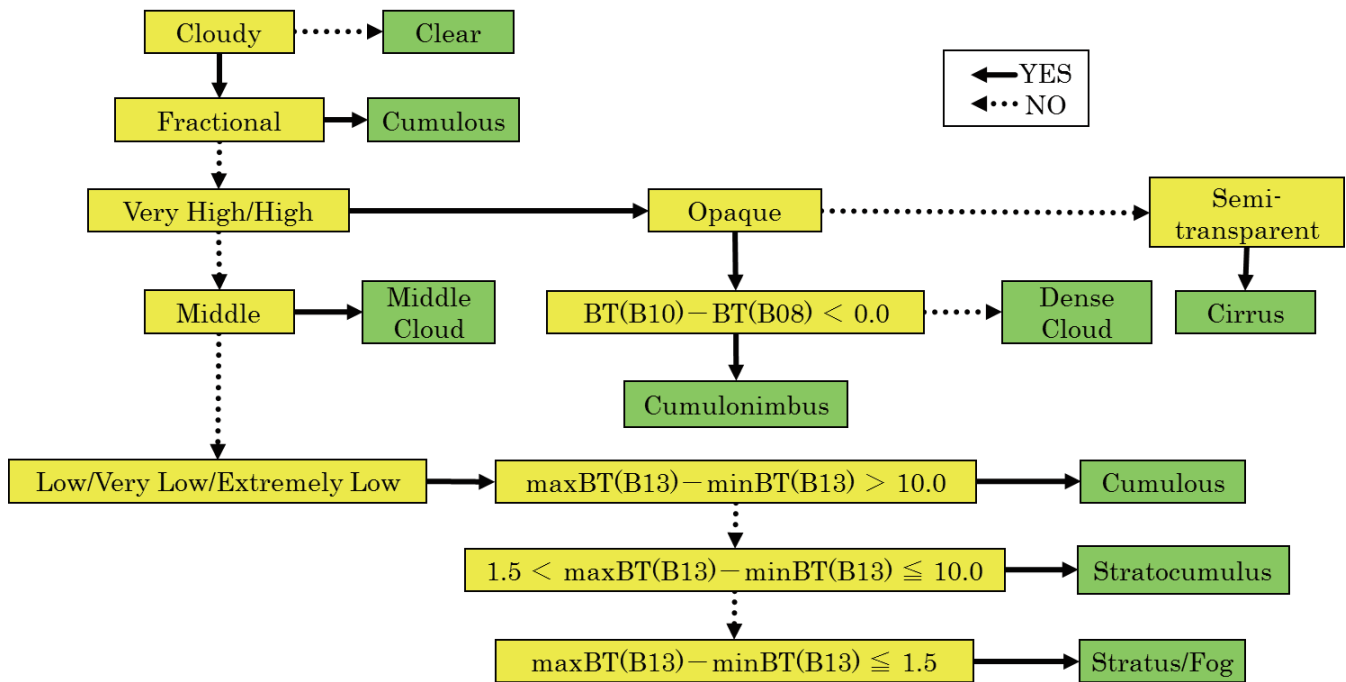 Cloudy
Clear
YES
NO
Fractional
Cumulous
Very High/High
Opaque
Semi-
transparent
Middle
Middle
Cloud
BT(B10)−BT(B08) < 0.0
Dense
Cloud
Cirrus
Cumulonimbus
Low/Very Low/Extremely Low
maxBT(B13)−minBT(B13) > 10.0
Cumulous
1.5 < maxBT(B13)−minBT(B13) ≦ 10.0
Stratocumulus
maxBT(B13)−minBT(B13) ≦ 1.5
Stratus/Fog